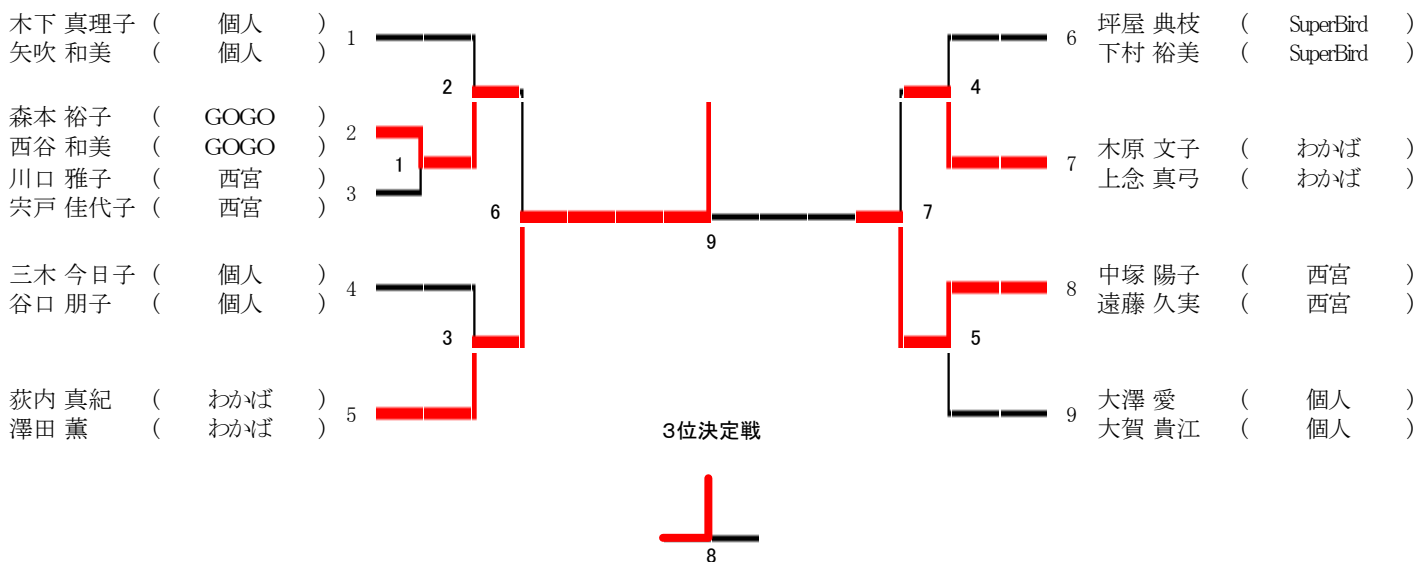 木下 真理子 ( 個人 )
矢吹 和美 ( 個人 )
1
2
森本 裕子 ( GOGO )
西谷 和美 ( GOGO )
2
1
川口 雅子 ( 西宮 )
宍戸 佳代子 ( 西宮 )
3
6
三木 今日子 ( 個人 )
谷口 朋子 ( 個人 )
4
3
荻内 真紀 ( わかば )
澤田 薫 ( わかば )
5
9
3位決定戦
8
6
坪屋 典枝 ( SuperBird )
下村 裕美 ( SuperBird )
4
7
木原 文子 ( わかば )
上念 真弓 ( わかば )
7
8
中塚 陽子 ( 西宮 )
遠藤 久実 ( 西宮 )
5
9
大澤 愛 ( 個人 )
大賀 貴江 ( 個人 )